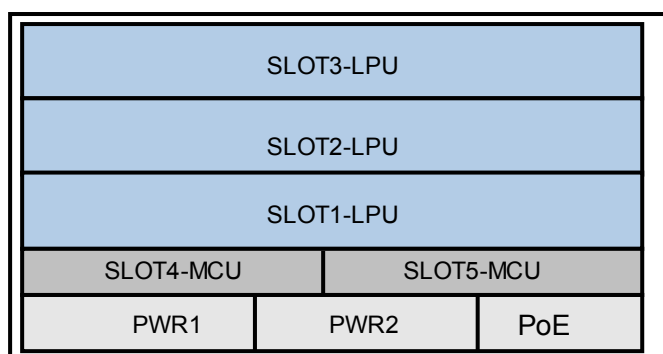 SLOT3-LPU
SLOT2-LPU
SLOT1-LPU
SLOT4-MCU SLOT5-MCU
PWR1 PWR2 PoE